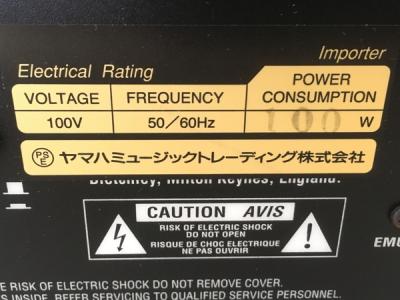 Importer
Electrical Rating
VOLTAGE FREQUENCY POWER CONSUMPTION
100V 50/60Hz 100 W
PSE ヤマハミュージックトレーディング株式会社
Bletchley, Milton Keynes, England.
CAUTION AVIS
RISK OF ELECTRIC SHOCK
DO NOT OPEN
RISQUE DE CHOC ELECTRIQUE
NE PAS OUVRIR
EMU
RISK OF ELECTRIC SHOCK DO NOT REMOVE COVER.
INSIDE. REFER SERVICING TO QUALIFIED SERVICE PERSONNEL.